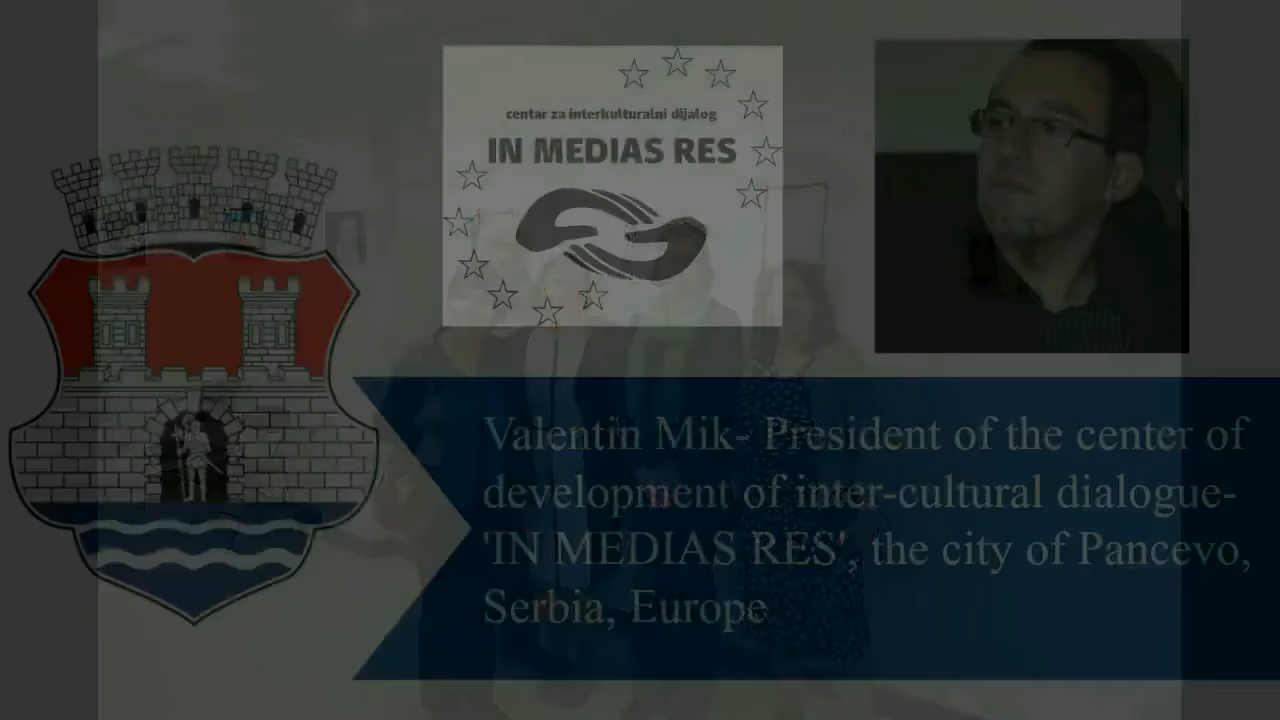 centar za interkulturalni dijalog
IN MEDIAS RES
Valentin Mik- President of the center of
development of inter-cultural dialogue-
'IN MEDIAS RES', the city of Pancevo,
Serbia, Europe